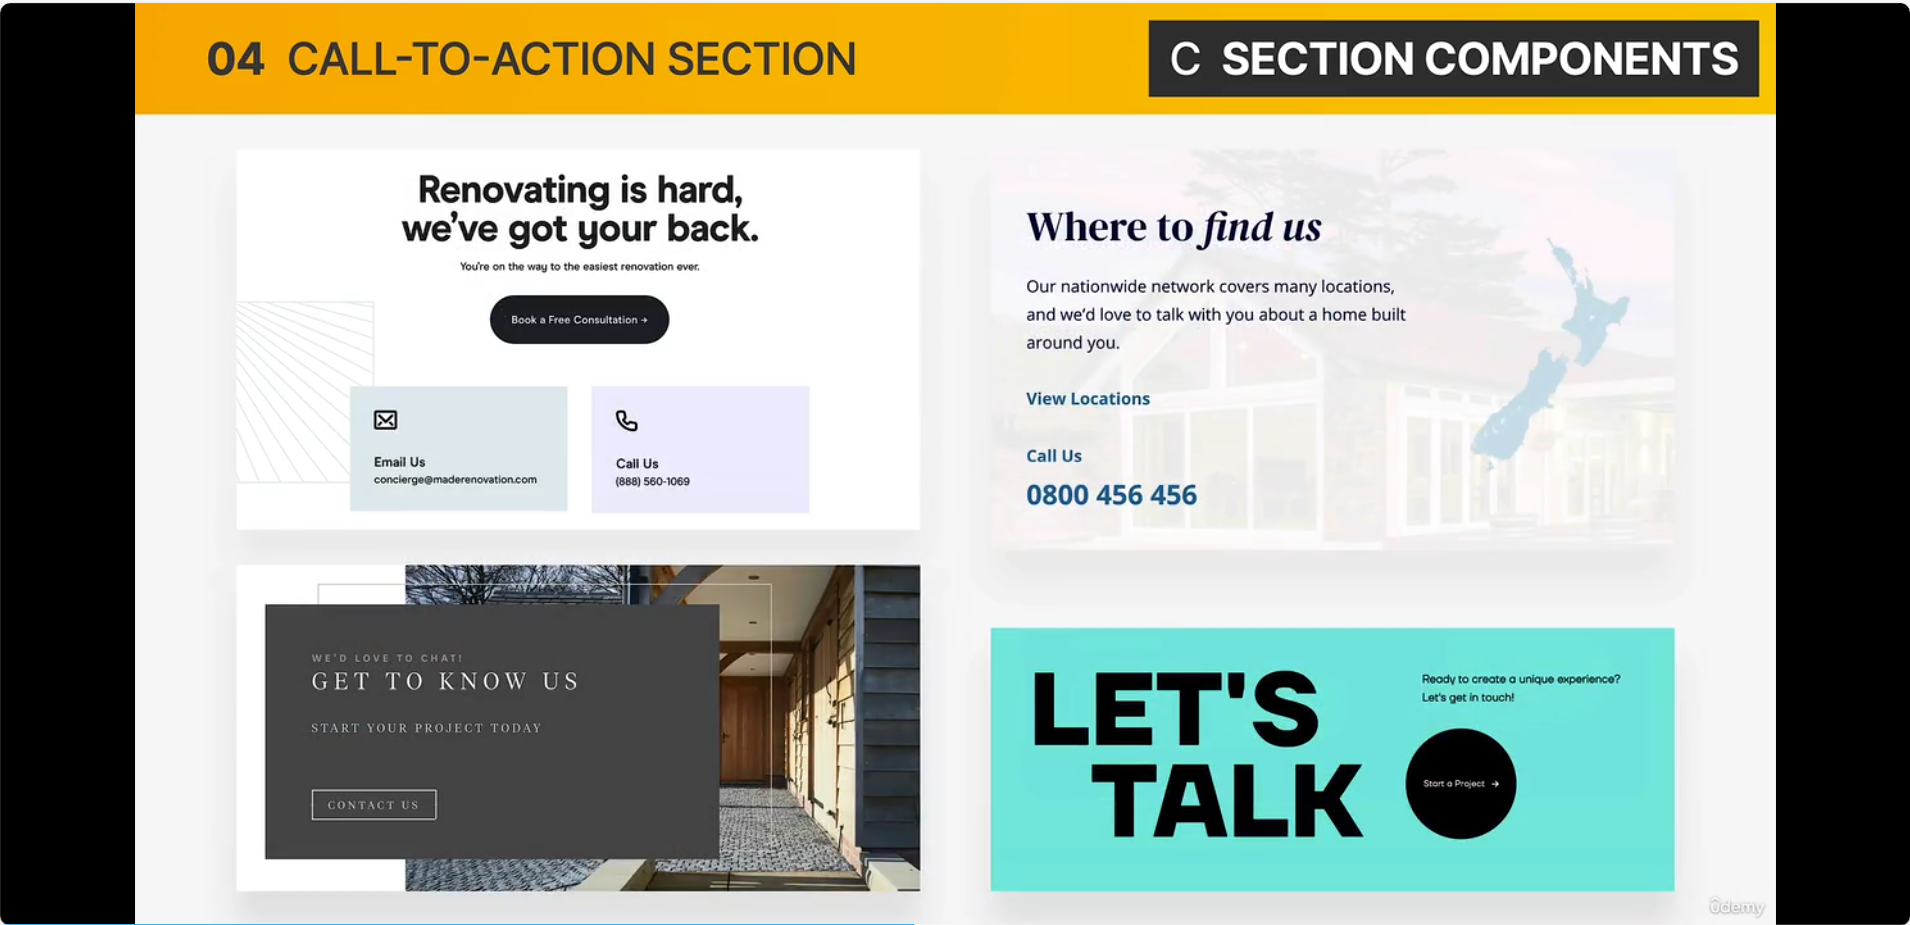 04 CALL-TO-ACTION SECTION
C SECTION COMPONENTS
Renovating is hard,
we've got your back.
You're on the way to the easiest renovation ever.
Book a Free Consultation →
Email Us
concierge@maderenovation.com
Call Us
(888) 560-1069
Where to find us
Our nationwide network covers many locations,
and we'd love to talk with you about a home built
around you.
View Locations
Call Us
0800 456 456
WE'D LOVE TO CHAT!
GET TO KNOW US
START YOUR PROJECT TODAY
CONTACT US
LET'S
TALK
Ready to create a unique experience?
Let's get in touch!
Start a Project →
ûdemy